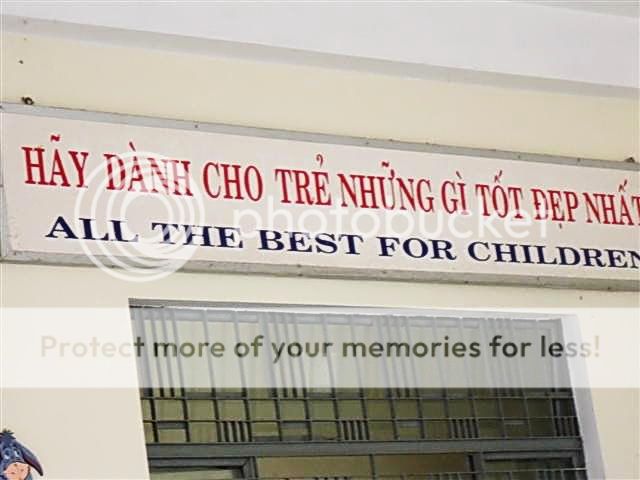 HÃY DÀNH CHO TRẺ NHỮNG GÌ TỐT ĐẸP NHẤT
ALL THE BEST FOR CHILDREN
photobucket
Protect more of your memories for less!